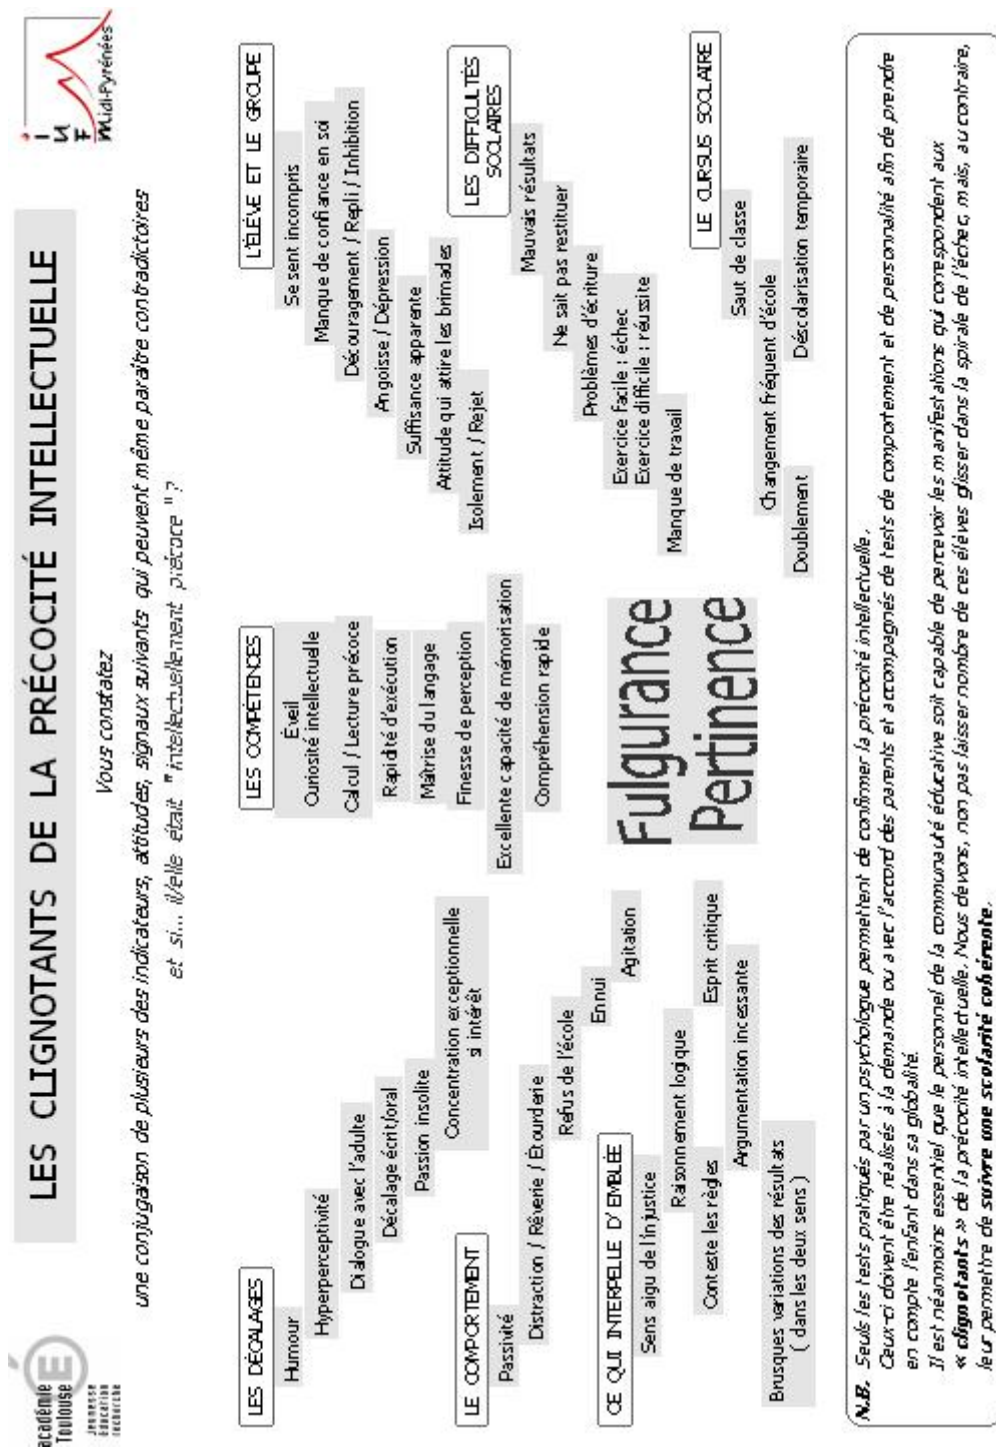 académie
Toulouse
É
jeunesse
éducation
recherche
Midi-Pyrénées
LES CLIGNOTANTS DE LA PRÉCOCITÉ INTELLECTUELLE
Vous constatez
une conjugaison de plusieurs des indicateurs, attitudes, signaux suivants qui peuvent même paraître contradictoires
et si... il/elle était " intellectuellement précoce " ?
LES DÉCALAGES
Humour
Hyperperceptivité
Dialogue avec l'adulte
Décalage écrit/oral
Passion insolite
Concentration exceptionnelle
si intérêt
LE COMPORTEMENT
Passivité
Distraction / Rêverie / Étourderie
Refus de l'école
Ennui
Agitation
CE QUI INTERPELLE D'EMBLÉE
Sens aigu de l'injustice
Raisonnement logique
Conteste les règles
Esprit critique
Argumentation incessante
Brusques variations des résultats
( dans les deux sens )
LES COMPÉTENCES
Éveil
Curiosité intellectuelle
Calcul / Lecture précoce
Rapidité d'exécution
Maîtrise du langage
Finesse de perception
Excellente capacité de mémorisation
Compréhension rapide
Fulgurance
Pertinence
L'ÉLÈVE ET LE GROUPE
Se sent incompris
Manque de confiance en soi
Découragement / Repli / Inhibition
Angoisse / Dépression
Suffisance apparente
Attitude qui attire les brimades
Isolement / Rejet
LES DIFFICULTÉS
SCOLAIRES
Mauvais résultats
Ne sait pas restituer
Problèmes d'écriture
Exercice facile : échec
Exercice difficile : réussite
Manque de travail
LE CURSUS SCOLAIRE
Saut de classe
Changement fréquent d'école
Doublement
Déscolarisation temporaire
N.B. Seuls les tests pratiqués par un psychologue permettent de confirmer la précocité intellectuelle.
Ceux-ci doivent être réalisés à la demande ou avec l'accord des parents et accompagnés de tests de comportement et de personnalité afin de prendre
en compte l'enfant dans sa globalité.
Il est néanmoins essentiel que le personnel de la communauté éducative soit capable de percevoir les manifestations qui correspondent aux
« clignotants » de la précocité intellectuelle. Nous devons, non pas laisser nombre de ces élèves glisser dans la spirale de l'échec, mais, au contraire,
leur permettre de suivre une scolarité cohérente.